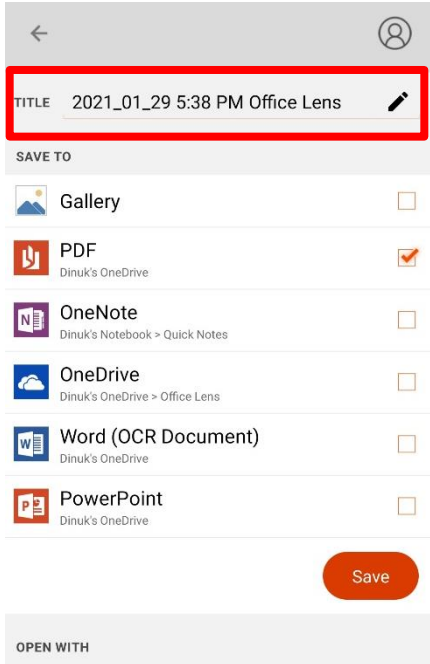 TITLE 2021_01_29 5:38 PM Office Lens
SAVE TO
Gallery
PDF
Dinuk's OneDrive
OneNote
Dinuk's Notebook > Quick Notes
OneDrive
Dinuk's OneDrive > Office Lens
Word (OCR Document)
Dinuk's OneDrive
PowerPoint
Dinuk's OneDrive
Save
OPEN WITH